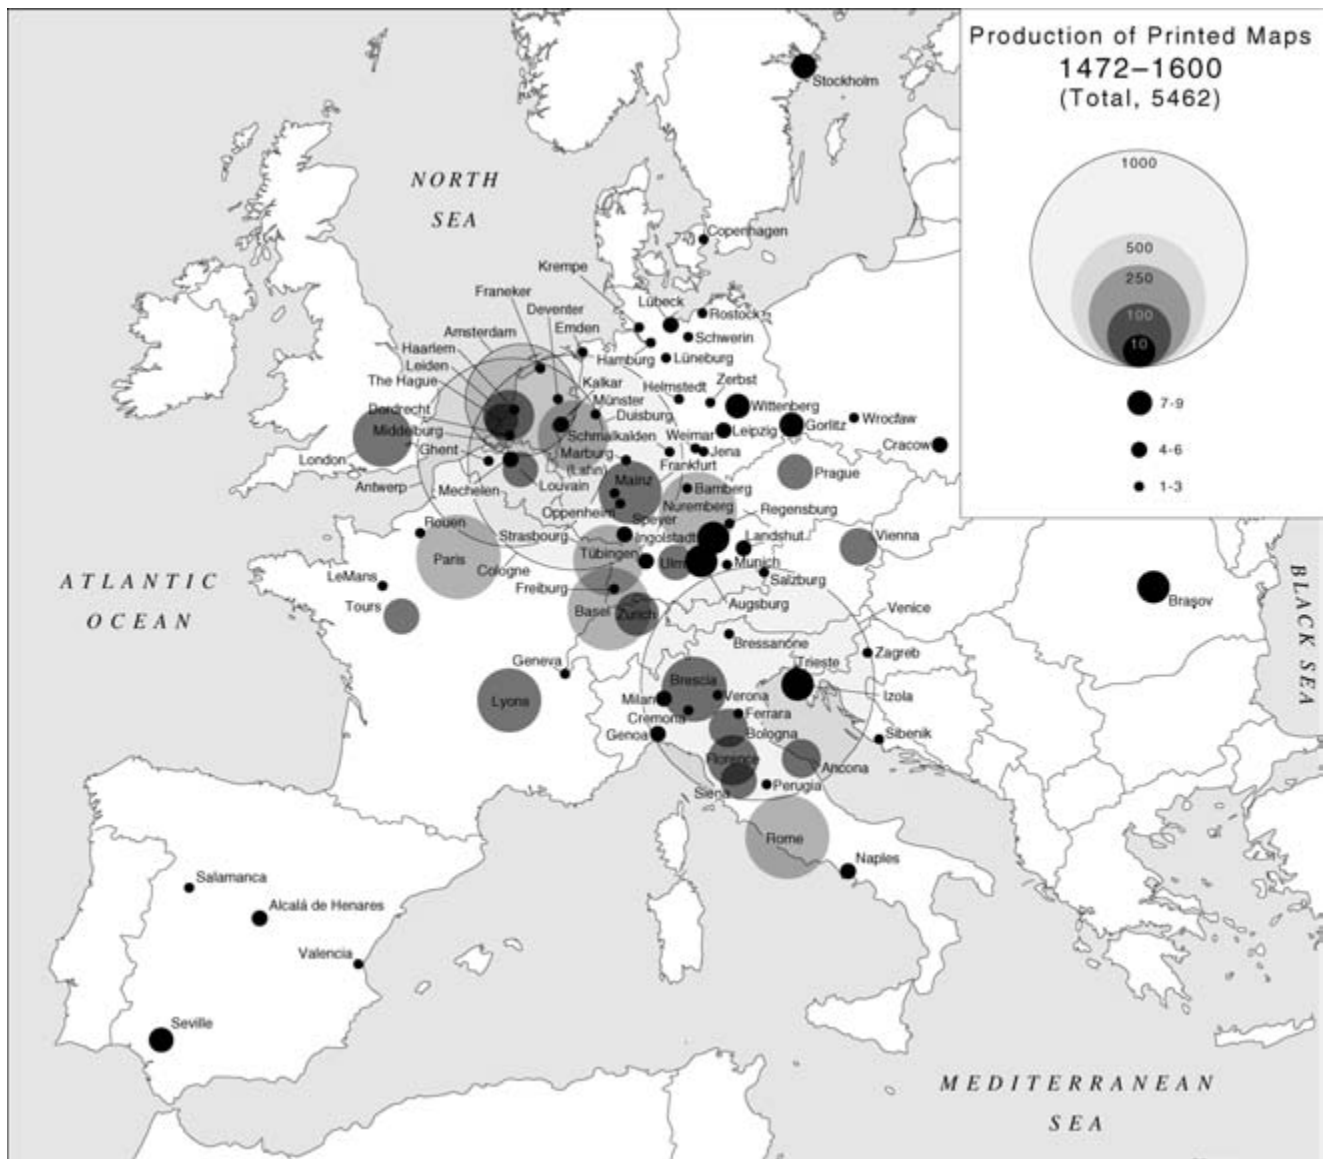 Production of Printed Maps
1472–1600
(Total, 5462)
1000
500
250
100
10
7-9
4-6
1-3
Stockholm
NORTH
SEA
Copenhagen
Krempe
Lübeck
Franeker
Deventer
Rostock
Emden
Amsterdam
Schwerin
Haarlem
Hamburg
Lüneburg
Leiden
The Hague
Kalkar
Helmstedt
Zerbst
Münster
Wittenberg
Dordrecht
Duisburg
Wrocław
Middelburg
Schmalkalden
Weimar
Leipzig
Gorlitz
Cracow
Ghent
Marburg
(Lahn)
Jena
London
Frankfurt
Prague
Antwerp
Mechelen
Louvain
Mainz
Bamberg
Oppenheim
Nuremberg
Regensburg
Rouen
Speyer
Strasbourg
Ingolstadt
Landshut
Vienna
Paris
Tübingen
Ulm
Munich
Cologne
LeMans
Freiburg
Salzburg
ATLANTIC
OCEAN
Tours
Basel
Zurich
Augsburg
Venice
Braşov
BLACK SEA
Bressanone
Zagreb
Geneva
Trieste
Brescia
Lyons
Milan
Verona
Izola
Cremona
Ferrara
Genoa
Bologna
Sibenik
Florence
Ancona
Siena
Perugia
Rome
Naples
Salamanca
Alcalá de Henares
Valencia
Seville
MEDITERRANEAN
SEA